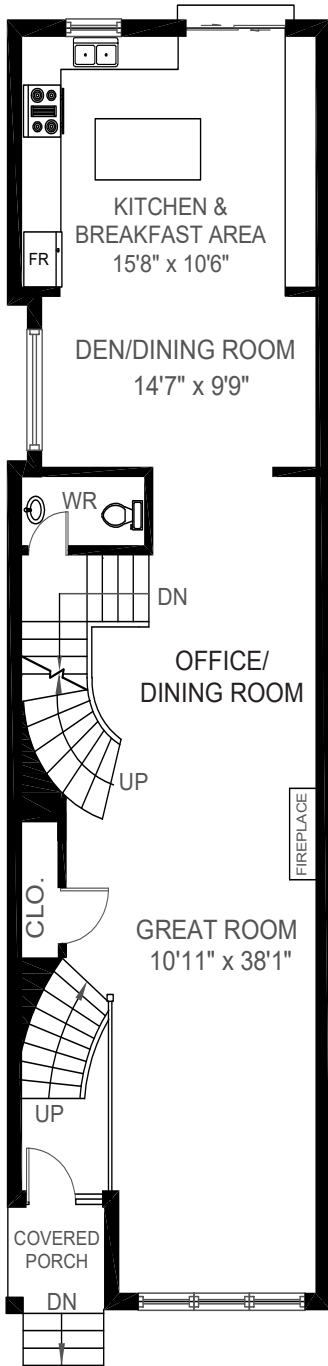 KITCHEN &
BREAKFAST AREA
15'8" x 10'6"
FR
DEN/DINING ROOM
14'7" x 9'9"
WR
DN
OFFICE/
DINING ROOM
UP
FIREPLACE
CLO.
GREAT ROOM
10'11" x 38'1"
UP
COVERED
PORCH
DN